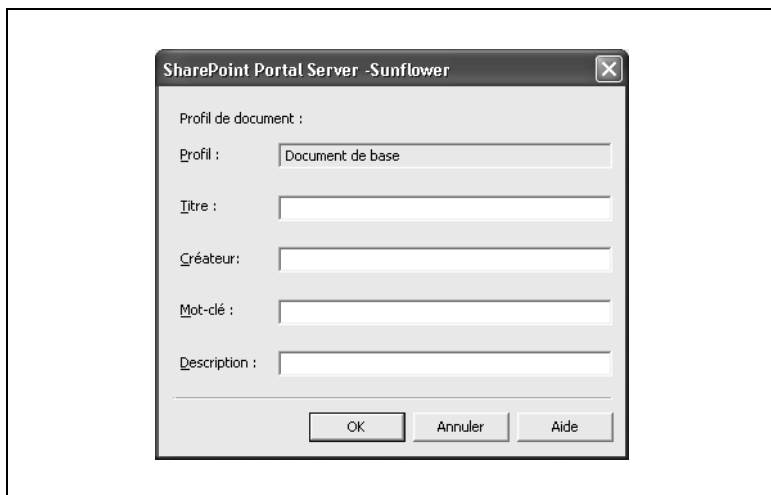 SharePoint Portal Server -Sunflower
Profil de document :
Profil : Document de base
Titre :
Créateur:
Mot-clé :
Description :
OK Annuler Aide